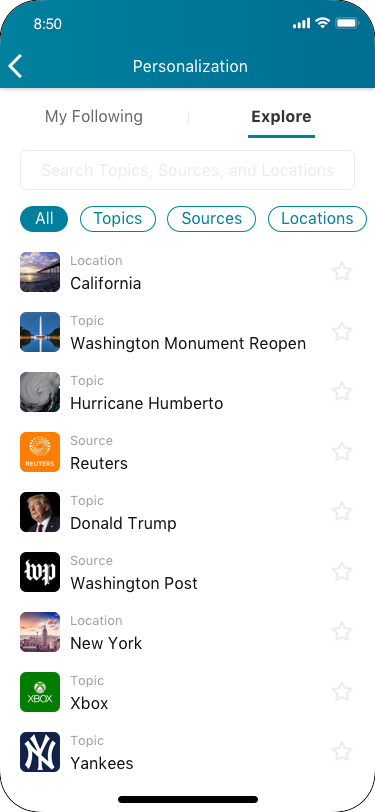 8:50
Personalization
My Following
Explore
Search Topics, Sources, and Locations
All
Topics
Sources
Locations
Location
California
Topic
Washington Monument Reopen
Topic
Hurricane Humberto
REUTERS
Source
Reuters
Topic
Donald Trump
wp
Source
Washington Post
Location
New York
XBOX
Topic
Xbox
NY
Topic
Yankees